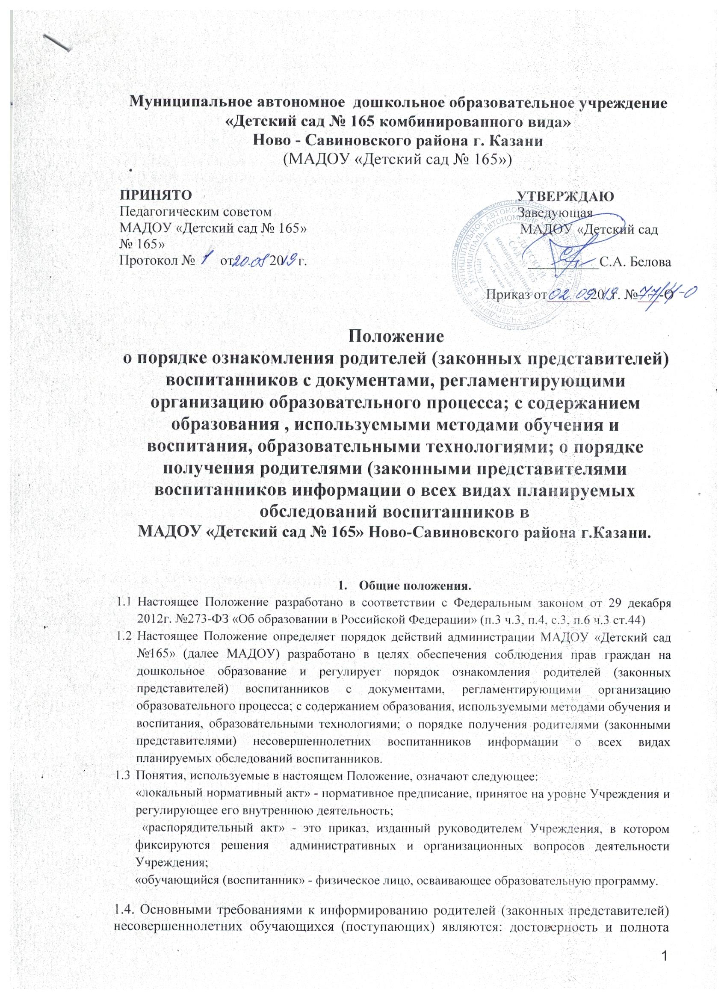 Муниципальное автономное дошкольное образовательное учреждение
«Детский сад № 165 комбинированного вида»
Ново - Савиновского района г. Казани
(МАДОУ «Детский сад № 165»)
ПРИНЯТО
Педагогическим советом
МАДОУ «Детский сад № 165»
№ 165»
Протокол № 1 от 20.08 2019 г.
УТВЕРЖДАЮ
Заведующая
МАДОУ «Детский сад
С.А. Белова
Приказ от 02.09 2019 г. № -О
Положение
о порядке ознакомления родителей (законных представителей)
воспитанников с документами, регламентирующими
организацию образовательного процесса; с содержанием
образования , используемыми методами обучения и
воспитания, образовательными технологиями; о порядке
получения родителями (законными представителями
воспитанников информации о всех видах планируемых
обследований воспитанников в
МАДОУ «Детский сад № 165» Ново-Савиновского района г.Казани.
1. Общие положения.
1.1 Настоящее Положение разработано в соответствии с Федеральным законом от 29 декабря
2012г. №273-ФЗ «Об образовании в Российской Федерации» (п.3 ч.3, п.4, с.3, п.6 ч.3 ст.44)
1.2 Настоящее Положение определяет порядок действий администрации МАДОУ «Детский сад
№165» (далее МАДОУ) разработано в целях обеспечения соблюдения прав граждан на
дошкольное образование и регулирует порядок ознакомления родителей (законных
представителей) воспитанников с документами, регламентирующими организацию
образовательного процесса; с содержанием образования, используемыми методами обучения и
воспитания, образовательными технологиями; о порядке получения родителями (законными
представителями) несовершеннолетних воспитанников информации о всех видах
планируемых обследований воспитанников.
1.3 Понятия, используемые в настоящем Положение, означают следующее:
«локальный нормативный акт» - нормативное предписание, принятое на уровне Учреждения и
регулирующее его внутреннюю деятельность;
«распорядительный акт» - это приказ, изданный руководителем Учреждения, в котором
фиксируются решения административных и организационных вопросов деятельности
Учреждения;
«обучающийся (воспитанник» - физическое лицо, осваивающее образовательную программу.
1.4. Основными требованиями к информированию родителей (законных представителей)
несовершеннолетних обучающихся (поступающих) являются: достоверность и полнота
1